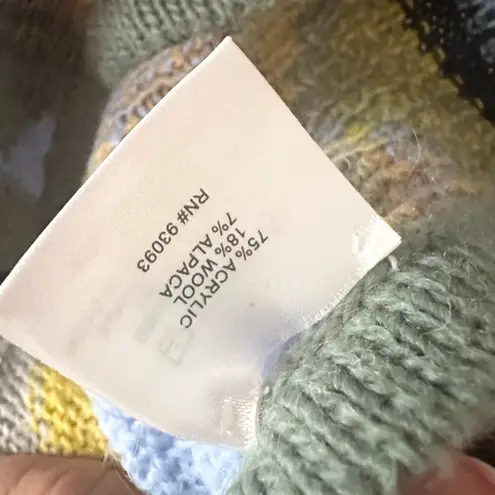 75% ACRYLIC
18% WOOL
7% ALPACA
RN# 93093